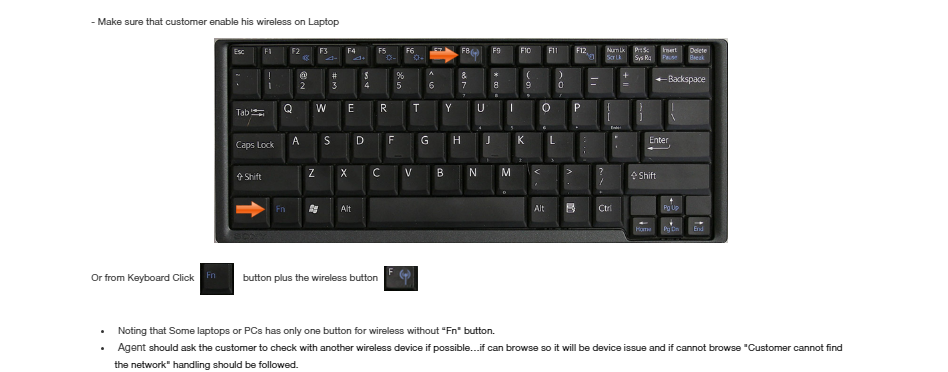 - Make sure that customer enable his wireless on Laptop
Esc F1 F2 F3 F4 F5 F6 F7 F8 F9 F10 F11 F12 Num Lk Scr Lk Prt Sc Sys Rq Insert Pause Delete Break
~ ! 1 @ 2 # 3 $ 4 % 5 ^ 6 & 7 * 8 ( 9 ) 0 _ - + = ←Backspace
Tab Q W E R T Y U I O P { [ } ] | \
Caps Lock A S D F G H J K L : ; " ' Enter
⇧ Shift Z X C V B N M < , > . ? / ⇧ Shift
Fn Alt Alt Ctrl Pg Up
Home Pg Dn End
Or from Keyboard Click Fn button plus the wireless button F
• Noting that Some laptops or PCs has only one button for wireless without "Fn" button.
• Agent should ask the customer to check with another wireless device if possible…if can browse so it will be device issue and if cannot browse "Customer cannot find
the network" handling should be followed.